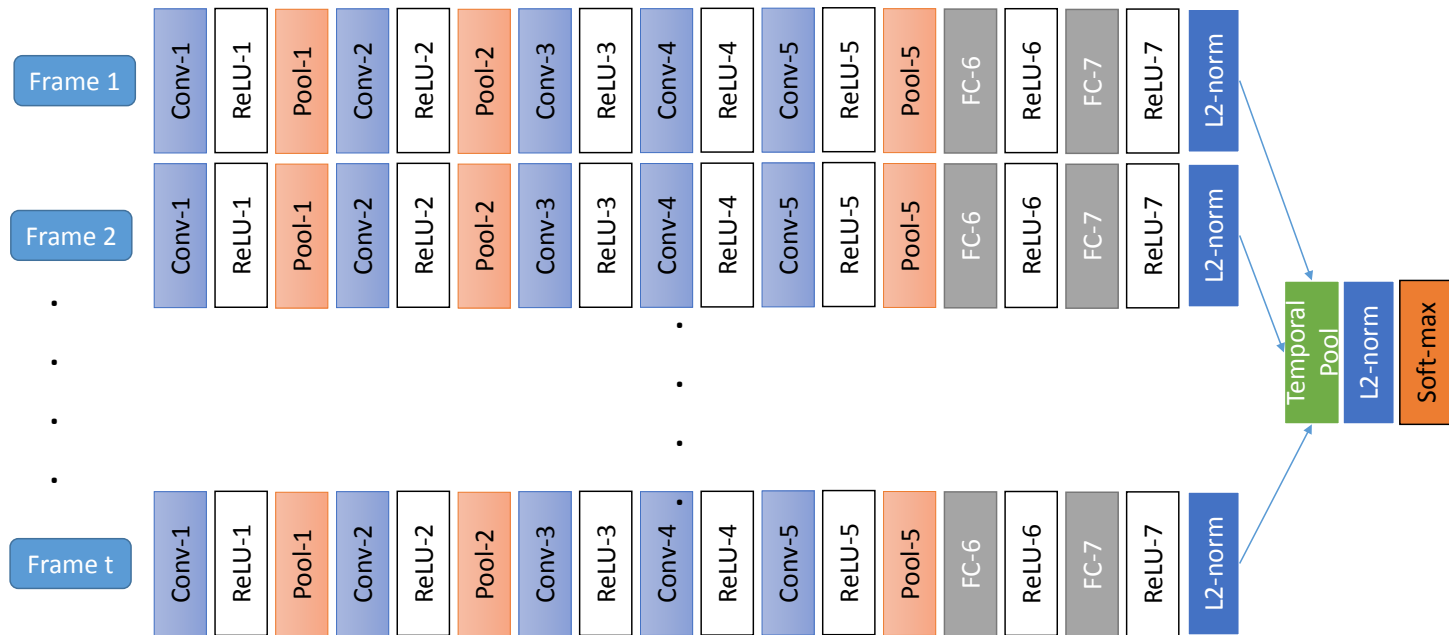 Frame 1
Conv-1
ReLU-1
Pool-1
Conv-2
ReLU-2
Pool-2
Conv-3
ReLU-3
Conv-4
ReLU-4
Conv-5
ReLU-5
Pool-5
FC-6
ReLU-6
FC-7
ReLU-7
L2-norm
Frame 2
Conv-1
ReLU-1
Pool-1
Conv-2
ReLU-2
Pool-2
Conv-3
ReLU-3
Conv-4
ReLU-4
Conv-5
ReLU-5
Pool-5
FC-6
ReLU-6
FC-7
ReLU-7
L2-norm
Frame t
Conv-1
ReLU-1
Pool-1
Conv-2
ReLU-2
Pool-2
Conv-3
ReLU-3
Conv-4
ReLU-4
Conv-5
ReLU-5
Pool-5
FC-6
ReLU-6
FC-7
ReLU-7
L2-norm
Temporal
Pool
L2-norm
Soft-max